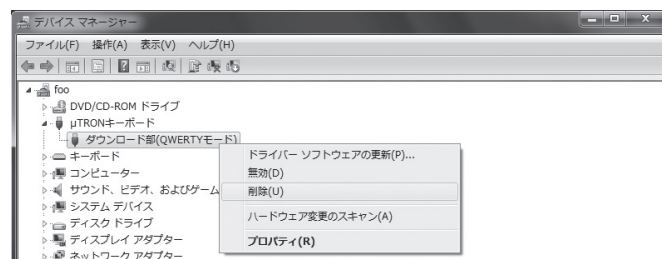 デバイス マネージャー
ファイル(F) 操作(A) 表示(V) ヘルプ(H)
foo
DVD/CD-ROM ドライブ
μTRONキーボード
ダウンロード部(QWERTYモード)
キーボード
コンピューター
サウンド、ビデオ、およびゲーム
システム デバイス
ディスク ドライブ
ディスプレイ アダプター
ネットワーク アダプター
ドライバー ソフトウェアの更新(P)...
無効(D)
削除(U)
ハードウェア変更のスキャン(A)
プロパティ(R)